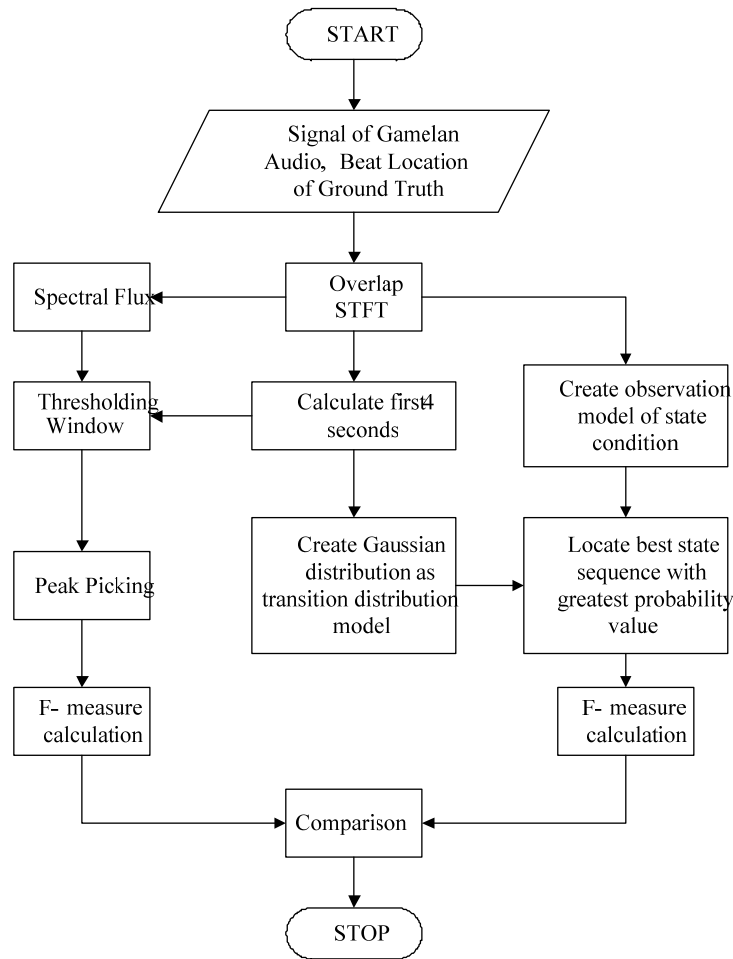 START
Signal of Gamelan
Audio, Beat Location
of Ground Truth
Spectral Flux
Overlap
STFT
Thresholding
Window
Calculate first4
seconds
Create observation
model of state
condition
Peak Picking
Create Gaussian
distribution as
transition distribution
model
Locate best state
sequence with
greatest probability
value
F- measure
calculation
F- measure
calculation
Comparison
STOP